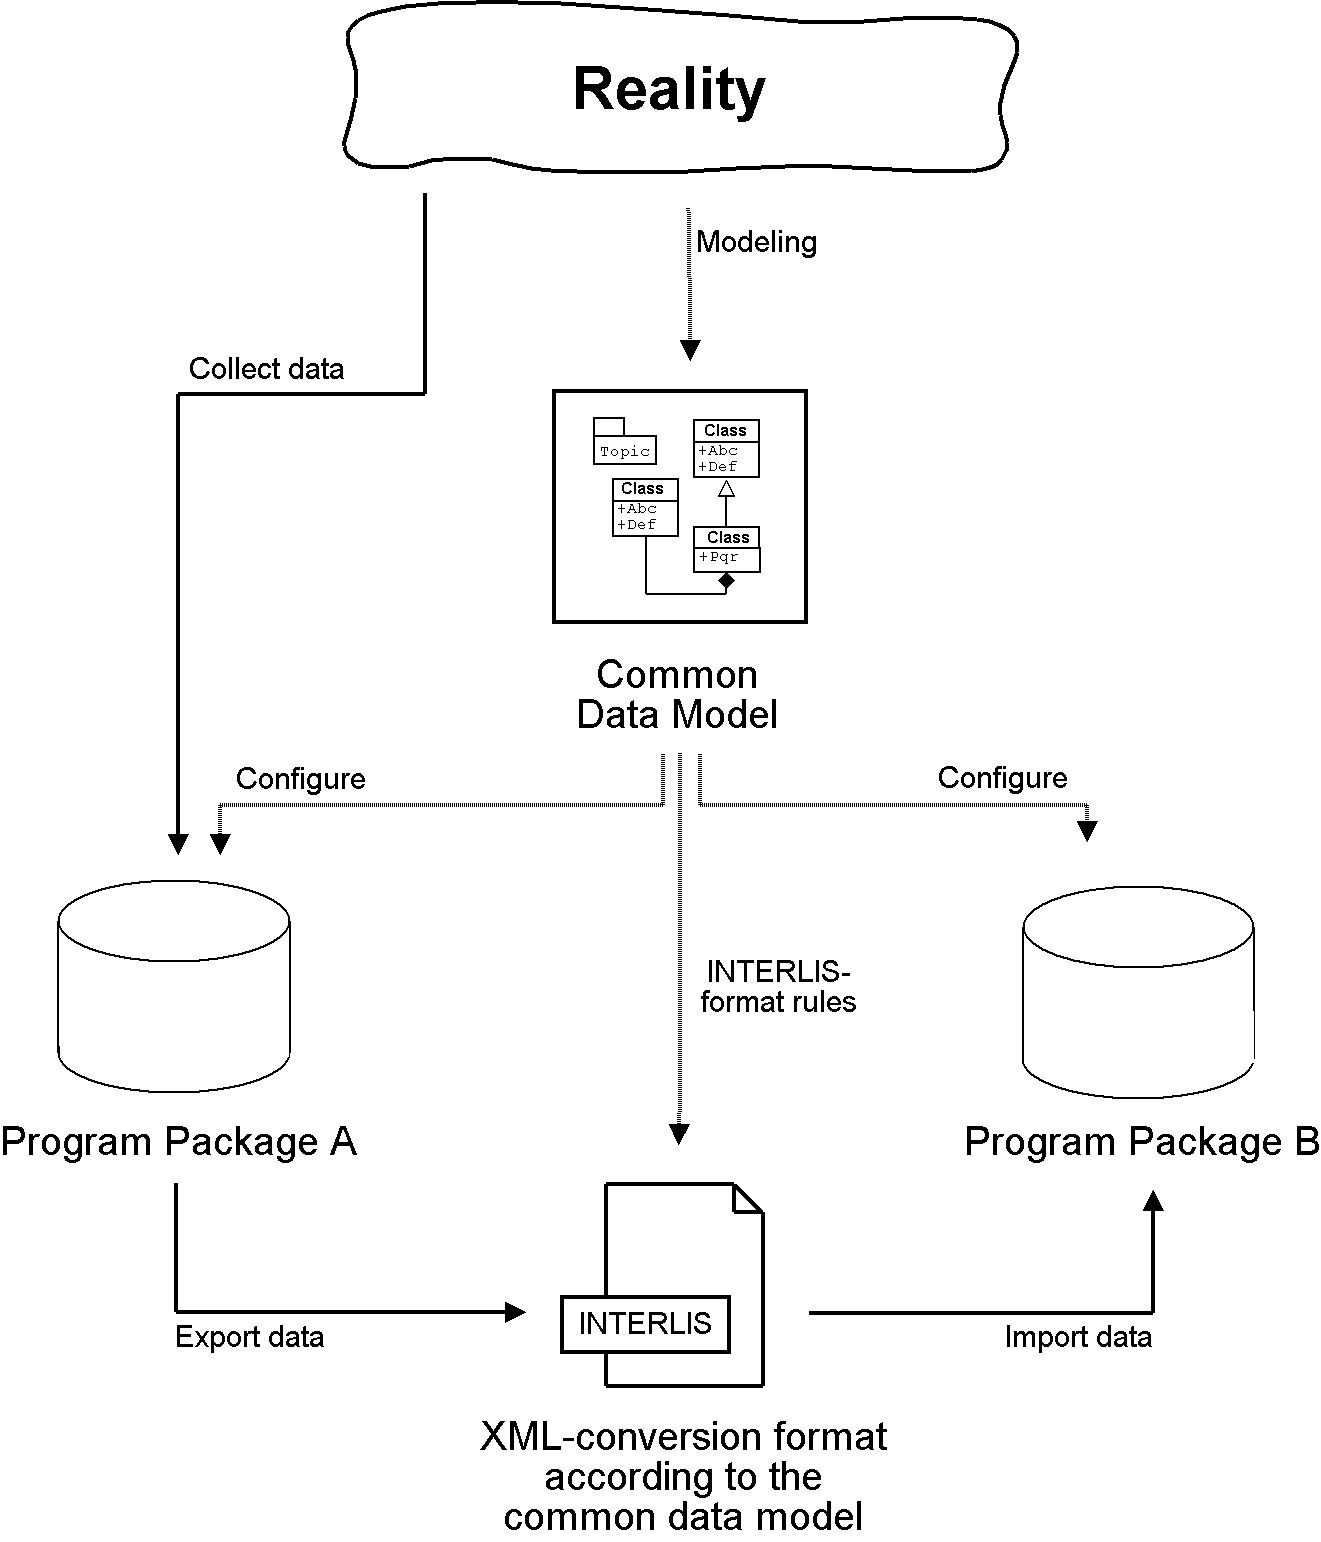 Reality
Modeling
Collect data
Topic
Class
+Abc
+Def
Class
+Abc
+Def
Class
+Pqr
Common
Data Model
Configure
Configure
INTERLIS-
format rules
Program Package A
Program Package B
INTERLIS
Export data
Import data
XML-conversion format
according to the
common data model